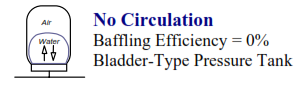 Air
Water
No Circulation
Baffling Efficiency = 0%
Bladder-Type Pressure Tank